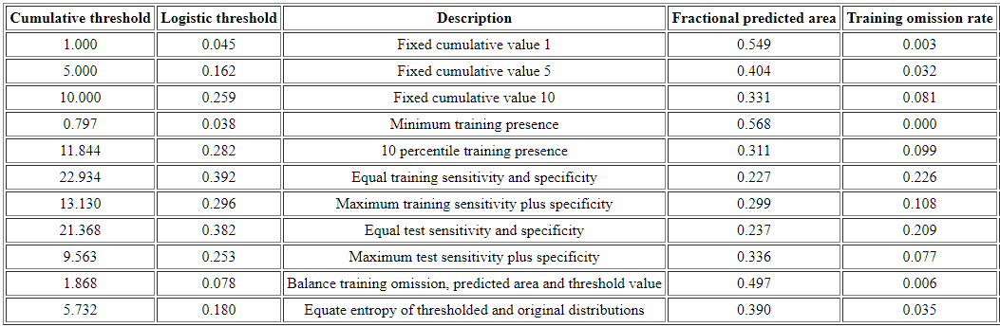 Cumulative threshold Logistic threshold Description Fractional predicted area Training omission rate
1.000 0.045 Fixed cumulative value 1 0.549 0.003
5.000 0.162 Fixed cumulative value 5 0.404 0.032
10.000 0.259 Fixed cumulative value 10 0.331 0.081
0.797 0.038 Minimum training presence 0.568 0.000
11.844 0.282 10 percentile training presence 0.311 0.099
22.934 0.392 Equal training sensitivity and specificity 0.227 0.226
13.130 0.296 Maximum training sensitivity plus specificity 0.299 0.108
21.368 0.382 Equal test sensitivity and specificity 0.237 0.209
9.563 0.253 Maximum test sensitivity plus specificity 0.336 0.077
1.868 0.078 Balance training omission, predicted area and threshold value 0.497 0.006
5.732 0.180 Equate entropy of thresholded and original distributions 0.390 0.035